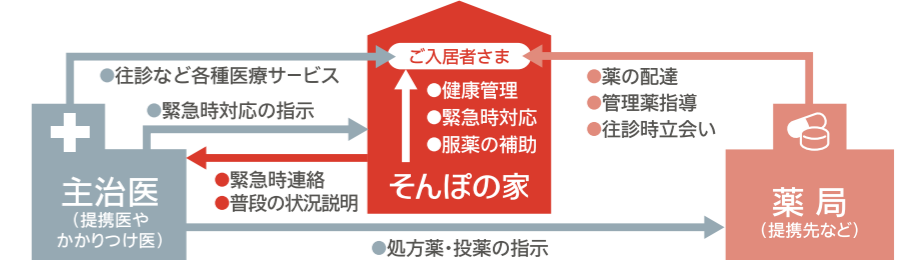 ご入居者さま
●往診など各種医療サービス
●緊急時対応の指示
●健康管理
●緊急時対応
●服薬の補助
●薬の配達
●管理薬指導
●往診時立会い
そんぽの家
●緊急時連絡
●普段の状況説明
主治医
（提携医や
かかりつけ医）
薬局
（提携先など）
●処方薬・投薬の指示